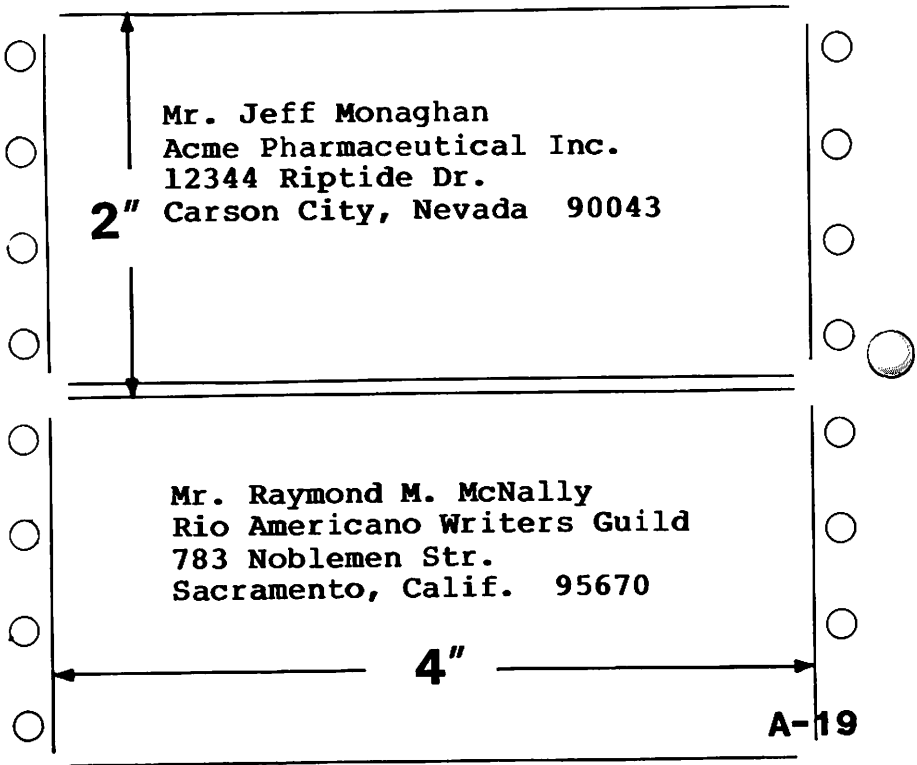 Mr. Jeff Monaghan
Acme Pharmaceutical Inc.
12344 Riptide Dr.
2" Carson City, Nevada  90043
Mr. Raymond M. McNally
Rio Americano Writers Guild
783 Noblemen Str.
Sacramento, Calif.  95670
4"
A-19